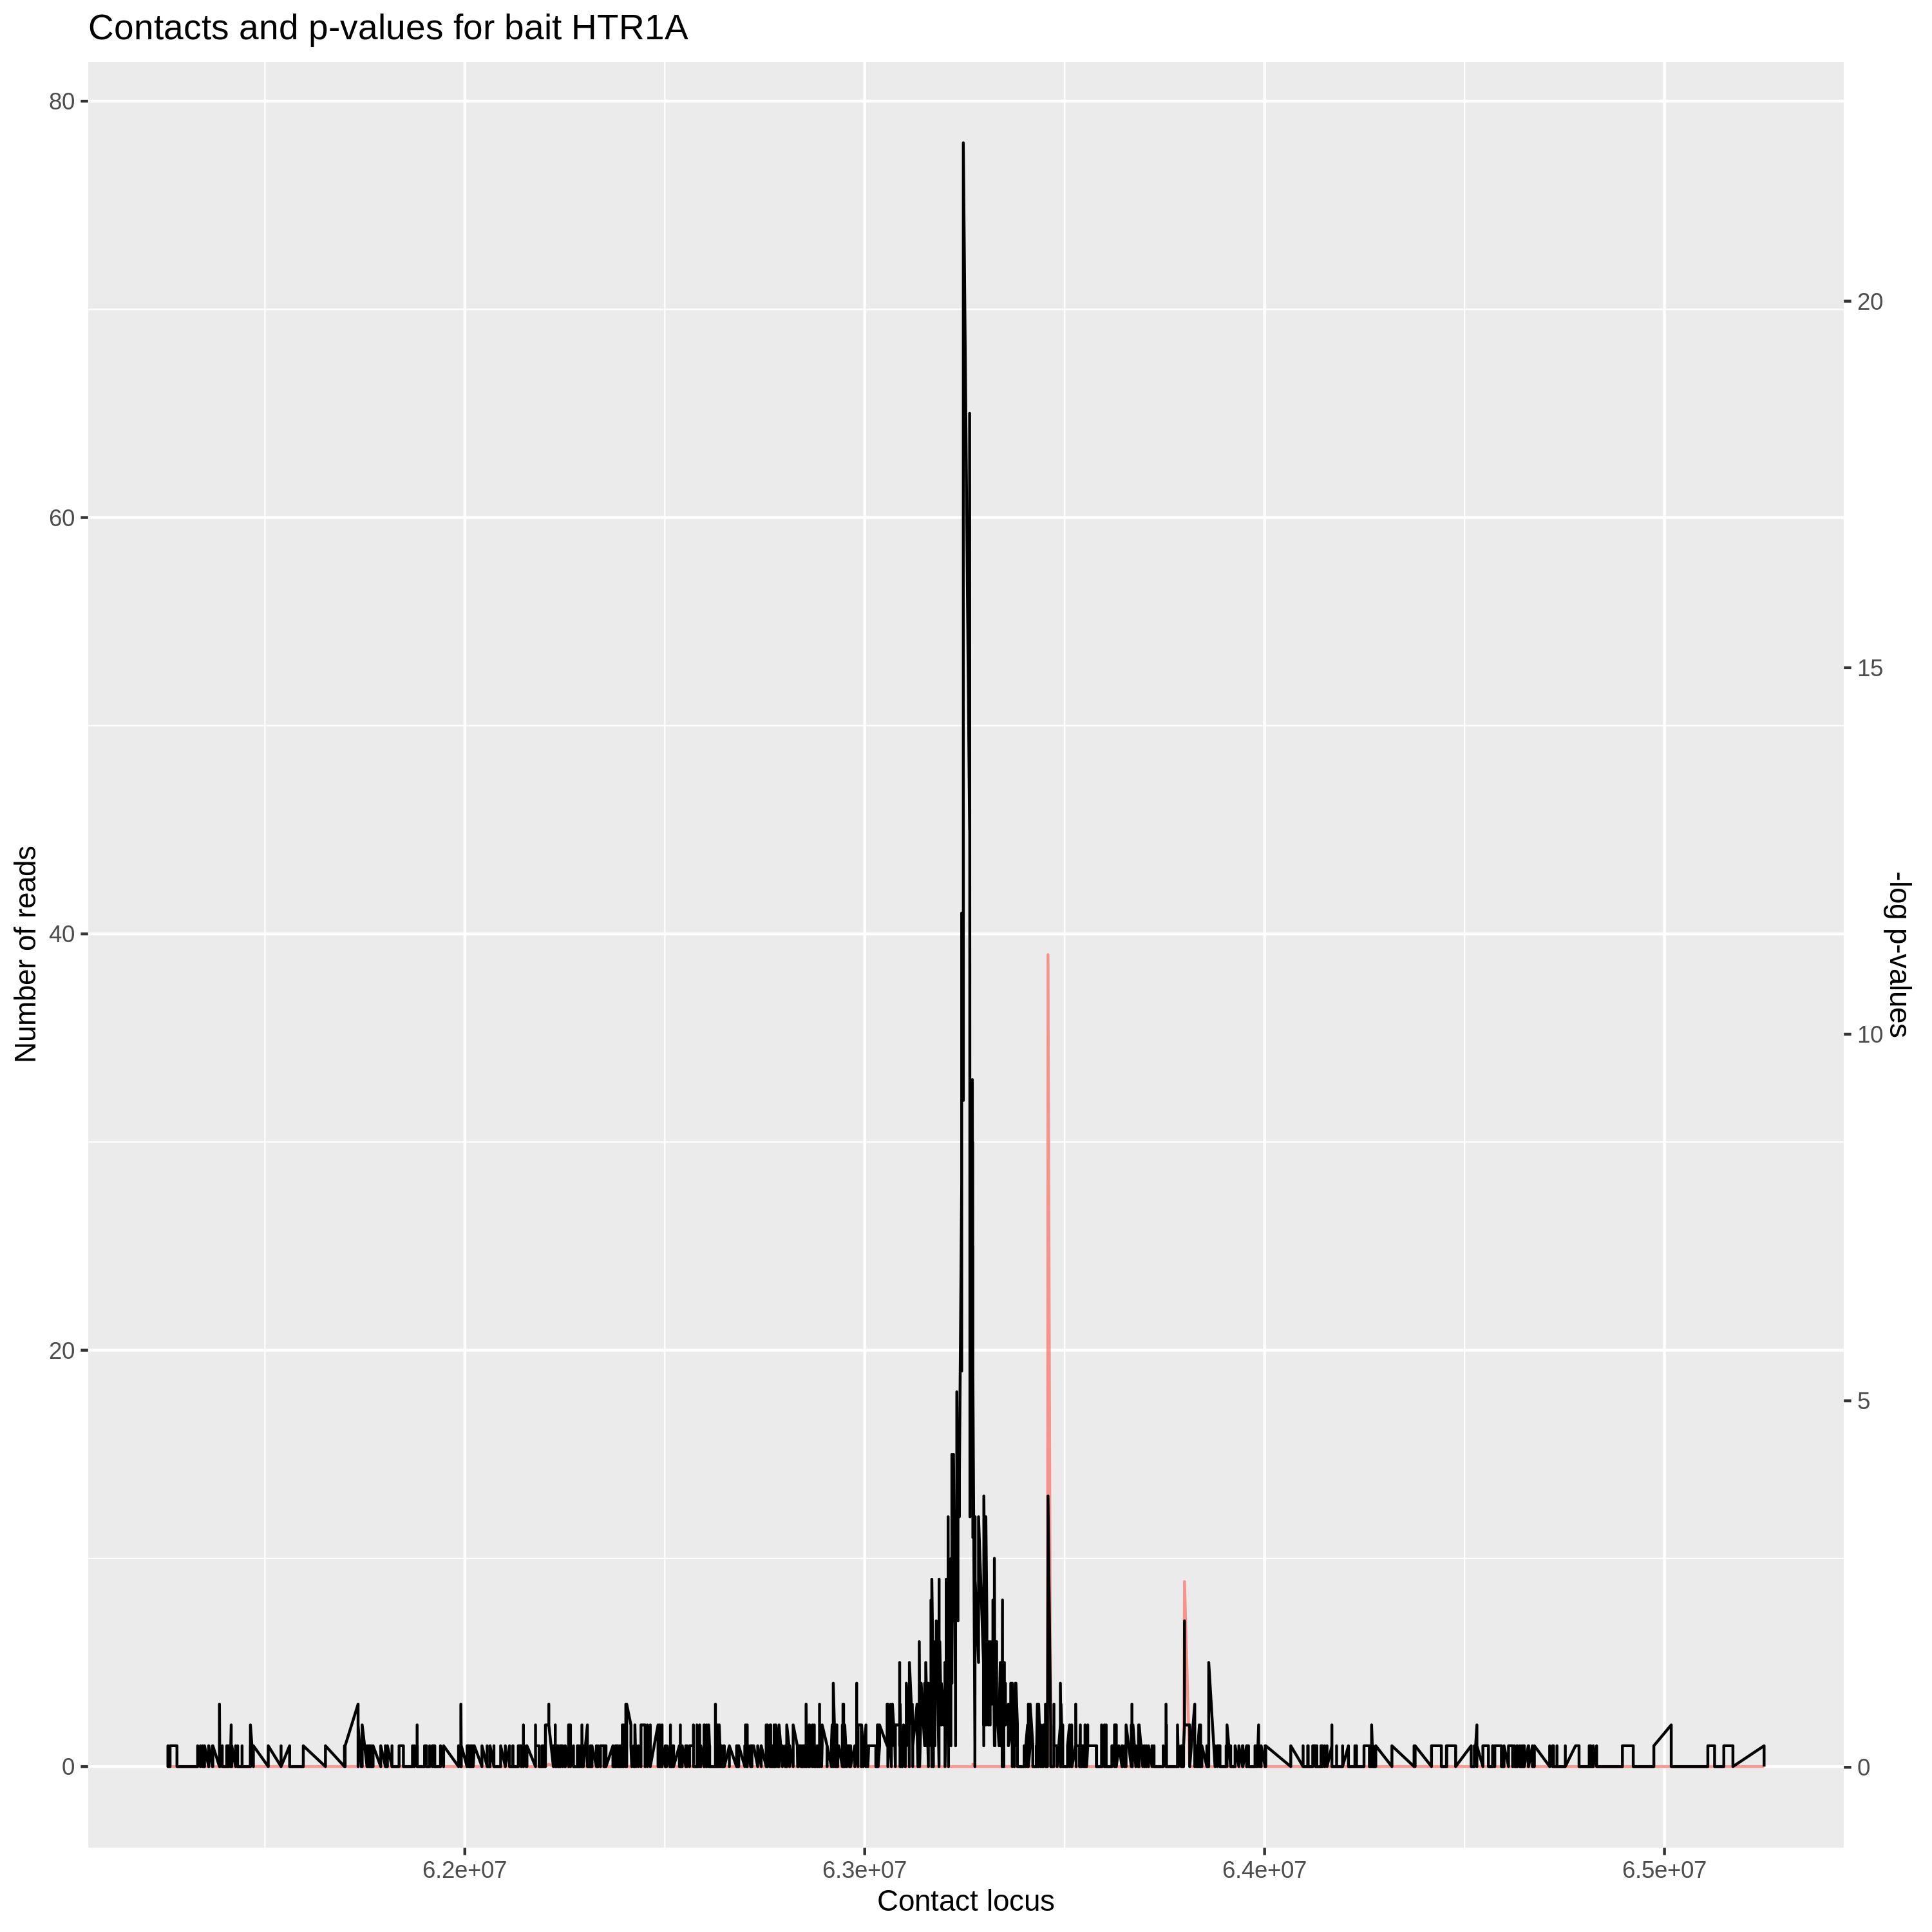 Contacts and p-values for bait HTR1A
80
60
40
20
0
Number of reads
20
15
10
5
0
-log p-values
6.2e+07
6.3e+07
6.4e+07
6.5e+07
Contact locus